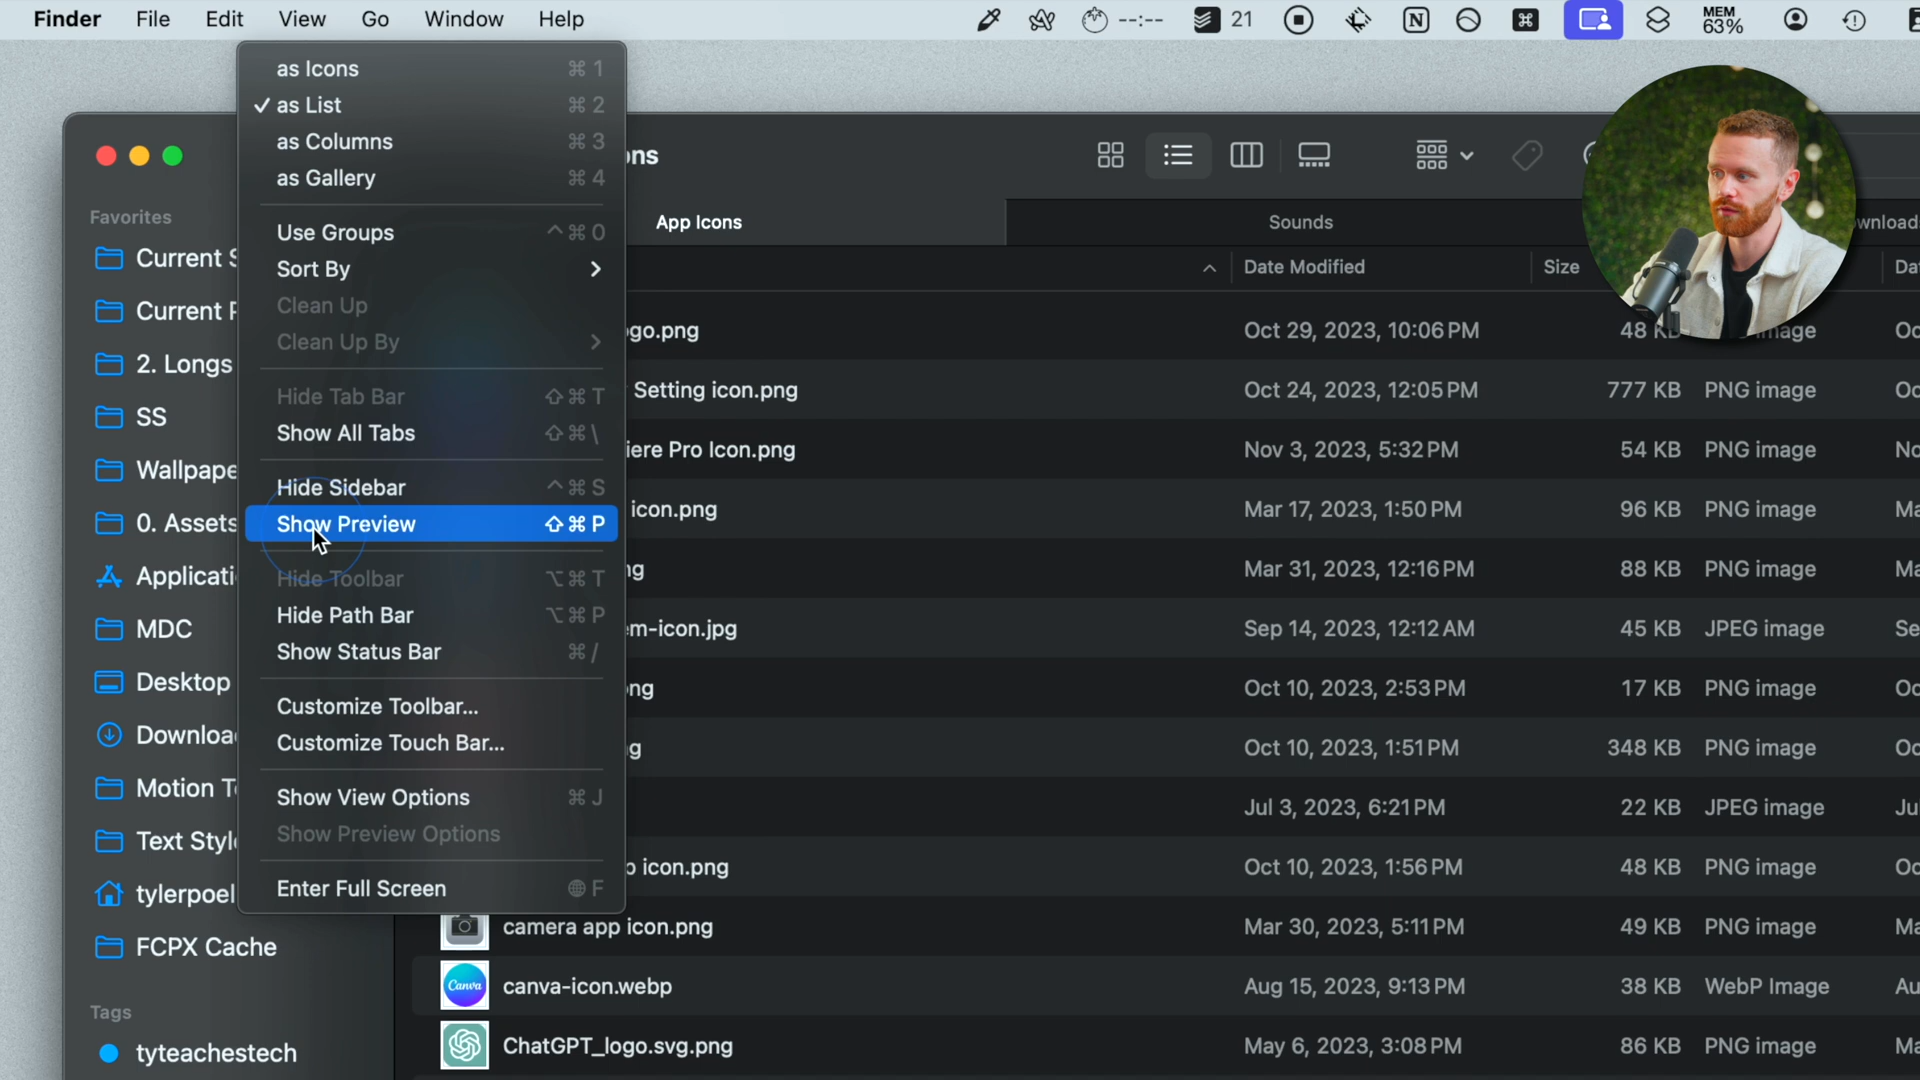 Finder File Edit View Go Window Help --:-- 21 MEM 63%
as Icons ⌘ 1
✓ as List ⌘ 2
as Columns ⌘ 3
as Gallery ⌘ 4
Use Groups ^ ⌘ 0
Sort By >
Clean Up
Clean Up By >
Hide Tab Bar ⇧ ⌘ T
Show All Tabs ⇧ ⌘ \
Hide Sidebar ^ ⌘ S
Show Preview ⇧ ⌘ P
Hide Toolbar ⌥ ⌘ T
Hide Path Bar ⌥ ⌘ P
Show Status Bar ⌘ /
Customize Toolbar...
Customize Touch Bar...
Show View Options ⌘ J
Show Preview Options
Enter Full Screen F
Favorites
Current S
Current
2. Longs
SS
Wallpape
0. Assets
Applicati
MDC
Desktop
Downloa
Motion T
Text Style
tylerpoel
FCPX Cache
Tags
tyteachestech
ons
App Icons Sounds wnloads
Date Modified Size Da
go.png Oct 29, 2023, 10:06 PM 48 KB image Oc
Setting icon.png Oct 24, 2023, 12:05 PM 777 KB PNG image Oc
iere Pro Icon.png Nov 3, 2023, 5:32 PM 54 KB PNG image No
icon.png Mar 17, 2023, 1:50 PM 96 KB PNG image Ma
ng Mar 31, 2023, 12:16 PM 88 KB PNG image Ma
m-icon.jpg Sep 14, 2023, 12:12 AM 45 KB JPEG image Se
ng Oct 10, 2023, 2:53 PM 17 KB PNG image Oc
g Oct 10, 2023, 1:51 PM 348 KB PNG image Oc
Jul 3, 2023, 6:21 PM 22 KB JPEG image Ju
icon.png Oct 10, 2023, 1:56 PM 48 KB PNG image Oc
camera app icon.png Mar 30, 2023, 5:11 PM 49 KB PNG image Ma
Canva canva-icon.webp Aug 15, 2023, 9:13 PM 38 KB WebP Image Au
ChatGPT_logo.svg.png May 6, 2023, 3:08 PM 86 KB PNG image Ma